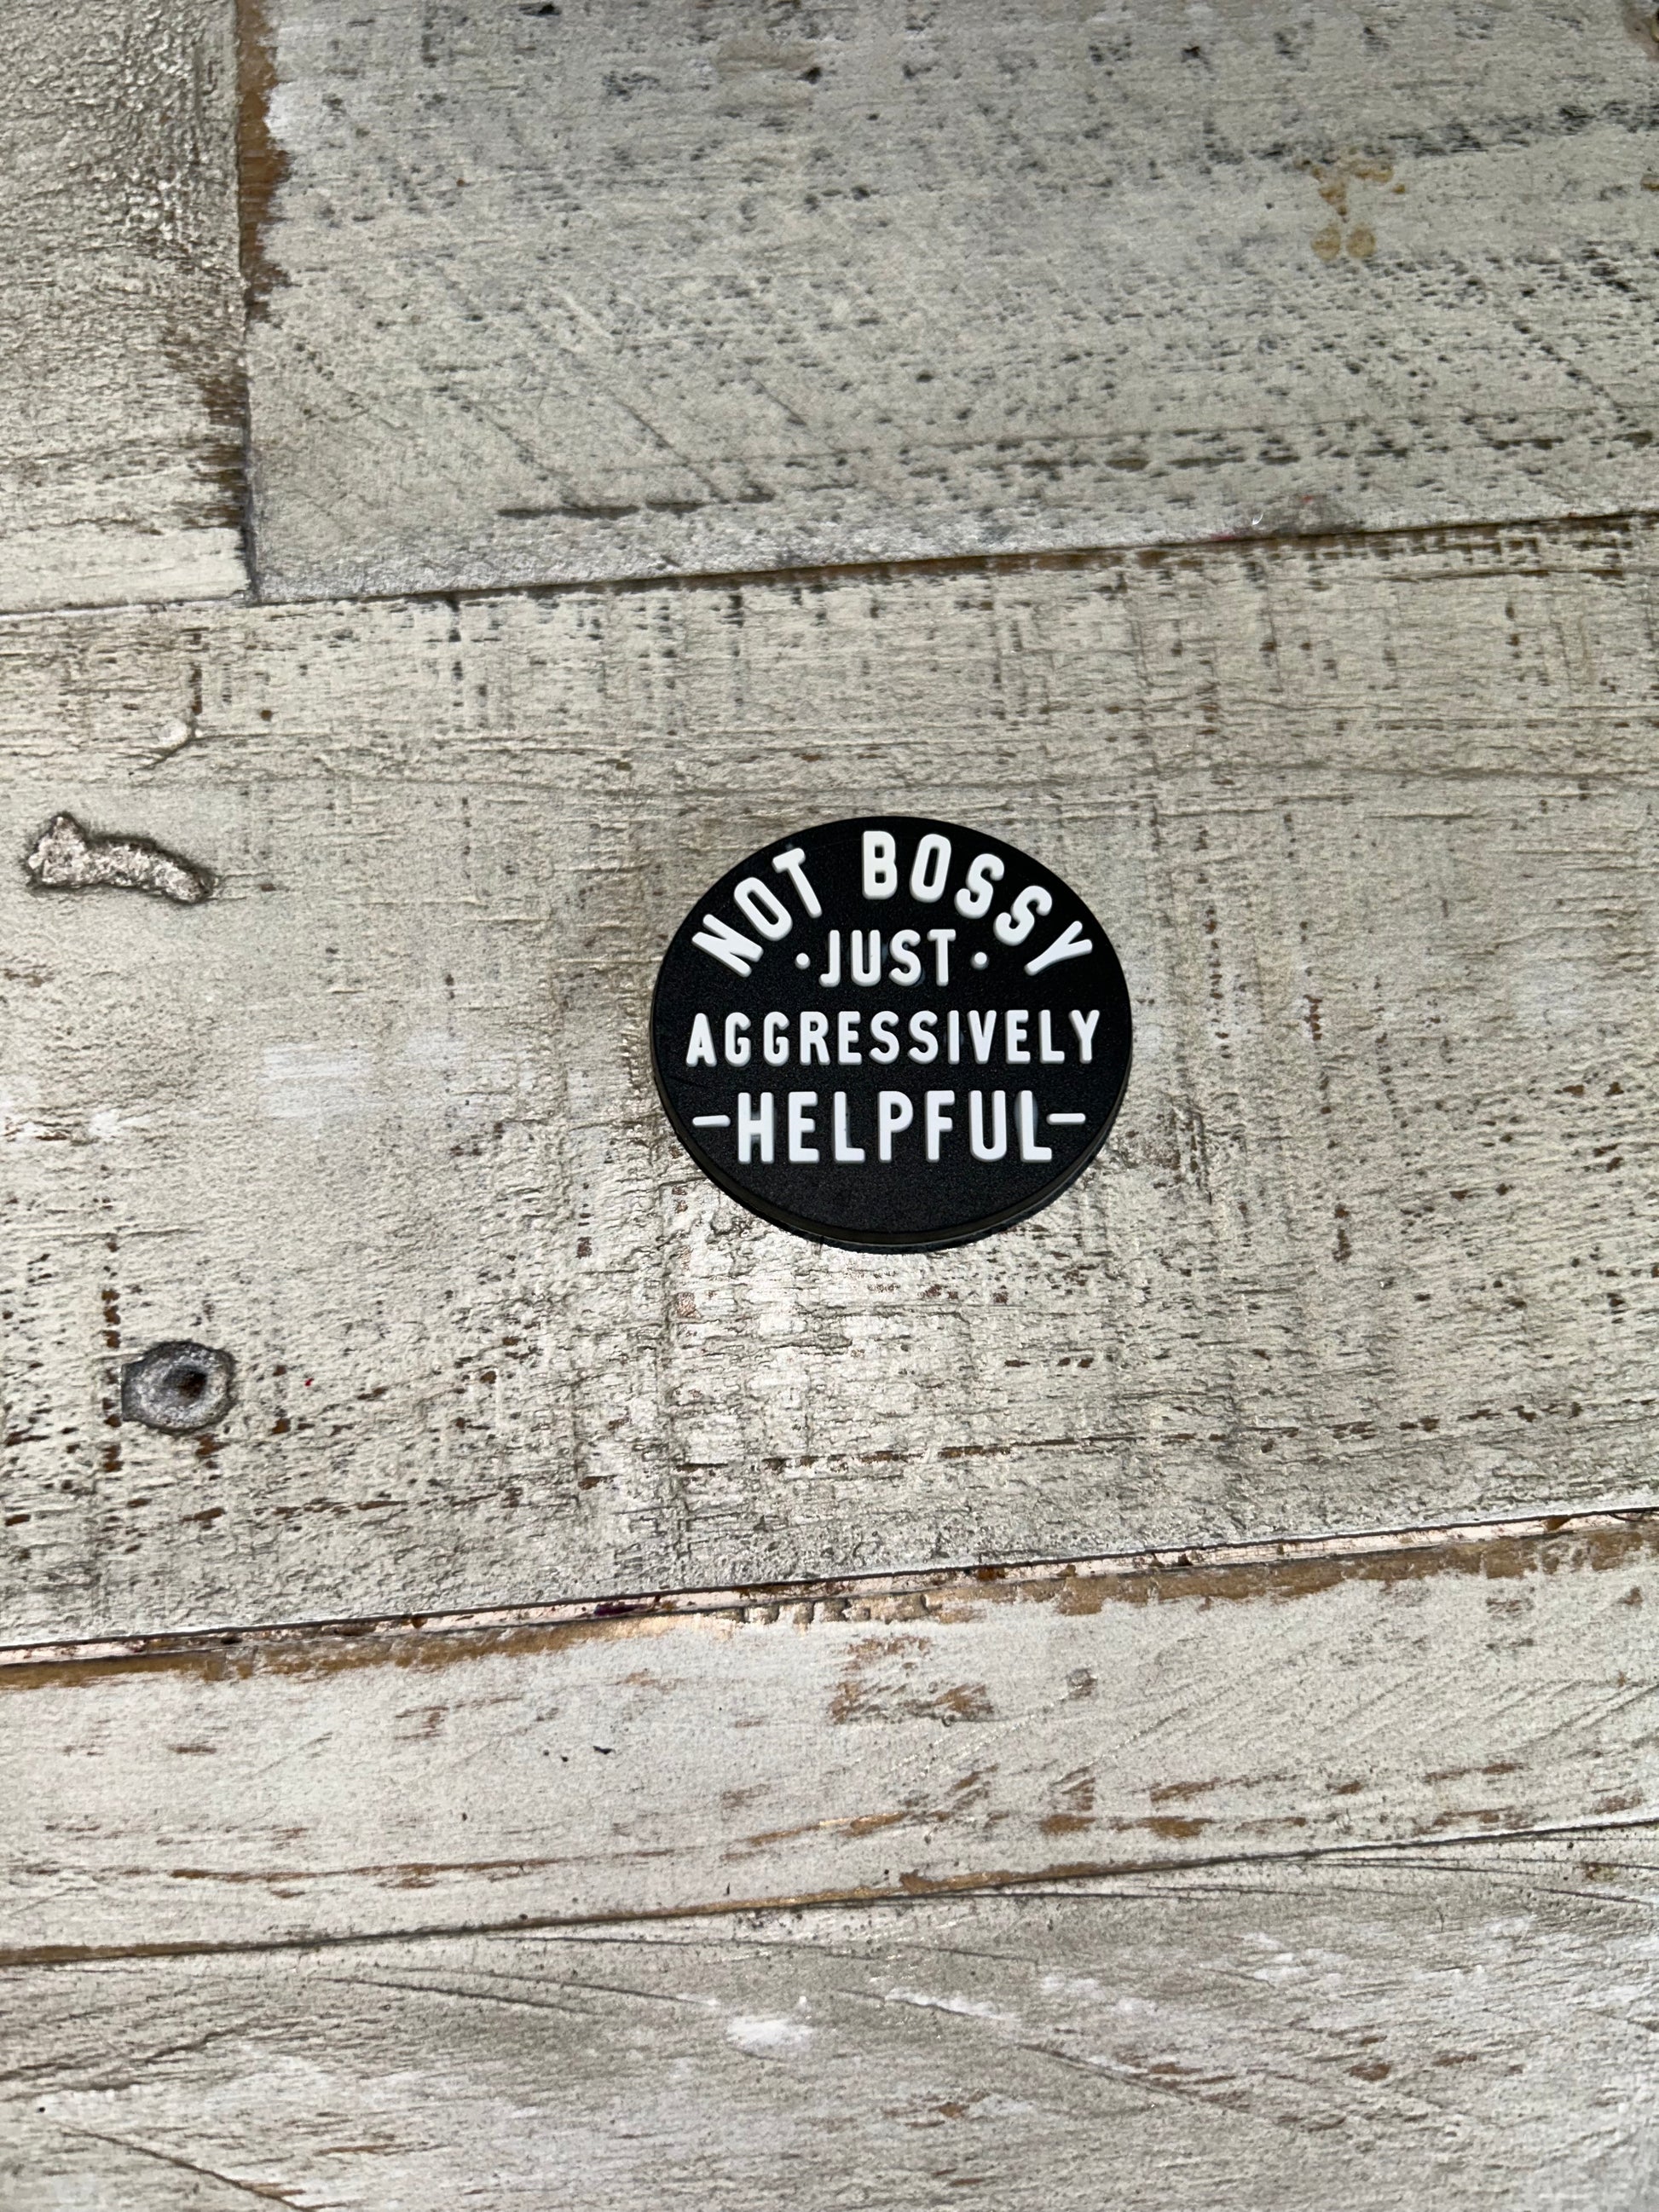 NOT BOSSY
·JUST·
AGGRESSIVELY
-HELPFUL-